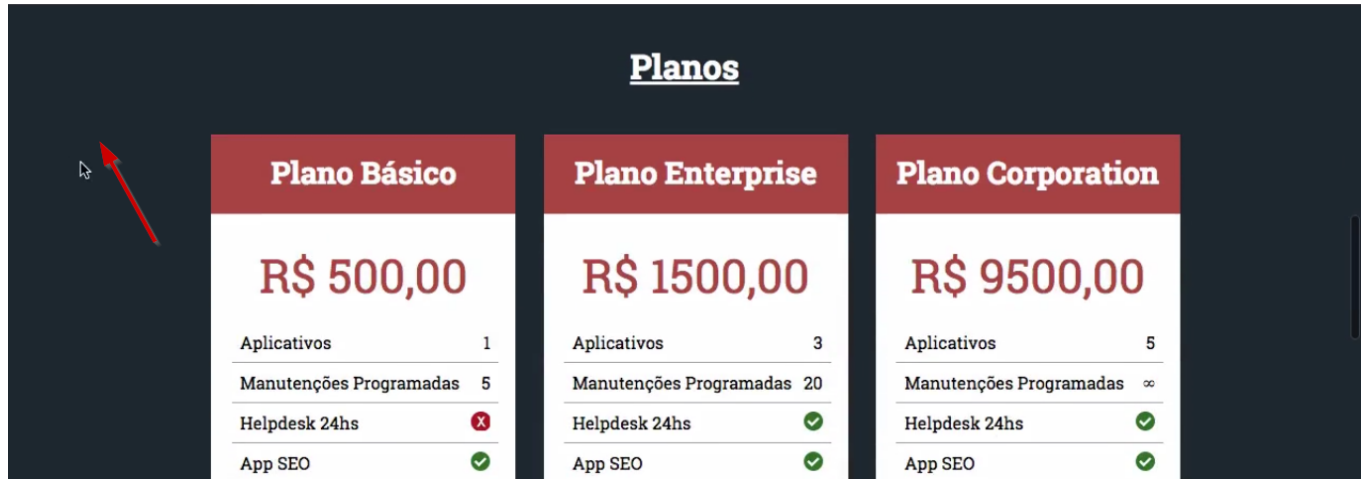 Planos
Plano Básico
R$ 500,00
Aplicativos 1
Manutenções Programadas 5
Helpdesk 24hs X
App SEO
Plano Enterprise
R$ 1500,00
Aplicativos 3
Manutenções Programadas 20
Helpdesk 24hs
App SEO
Plano Corporation
R$ 9500,00
Aplicativos 5
Manutenções Programadas ∞
Helpdesk 24hs
App SEO